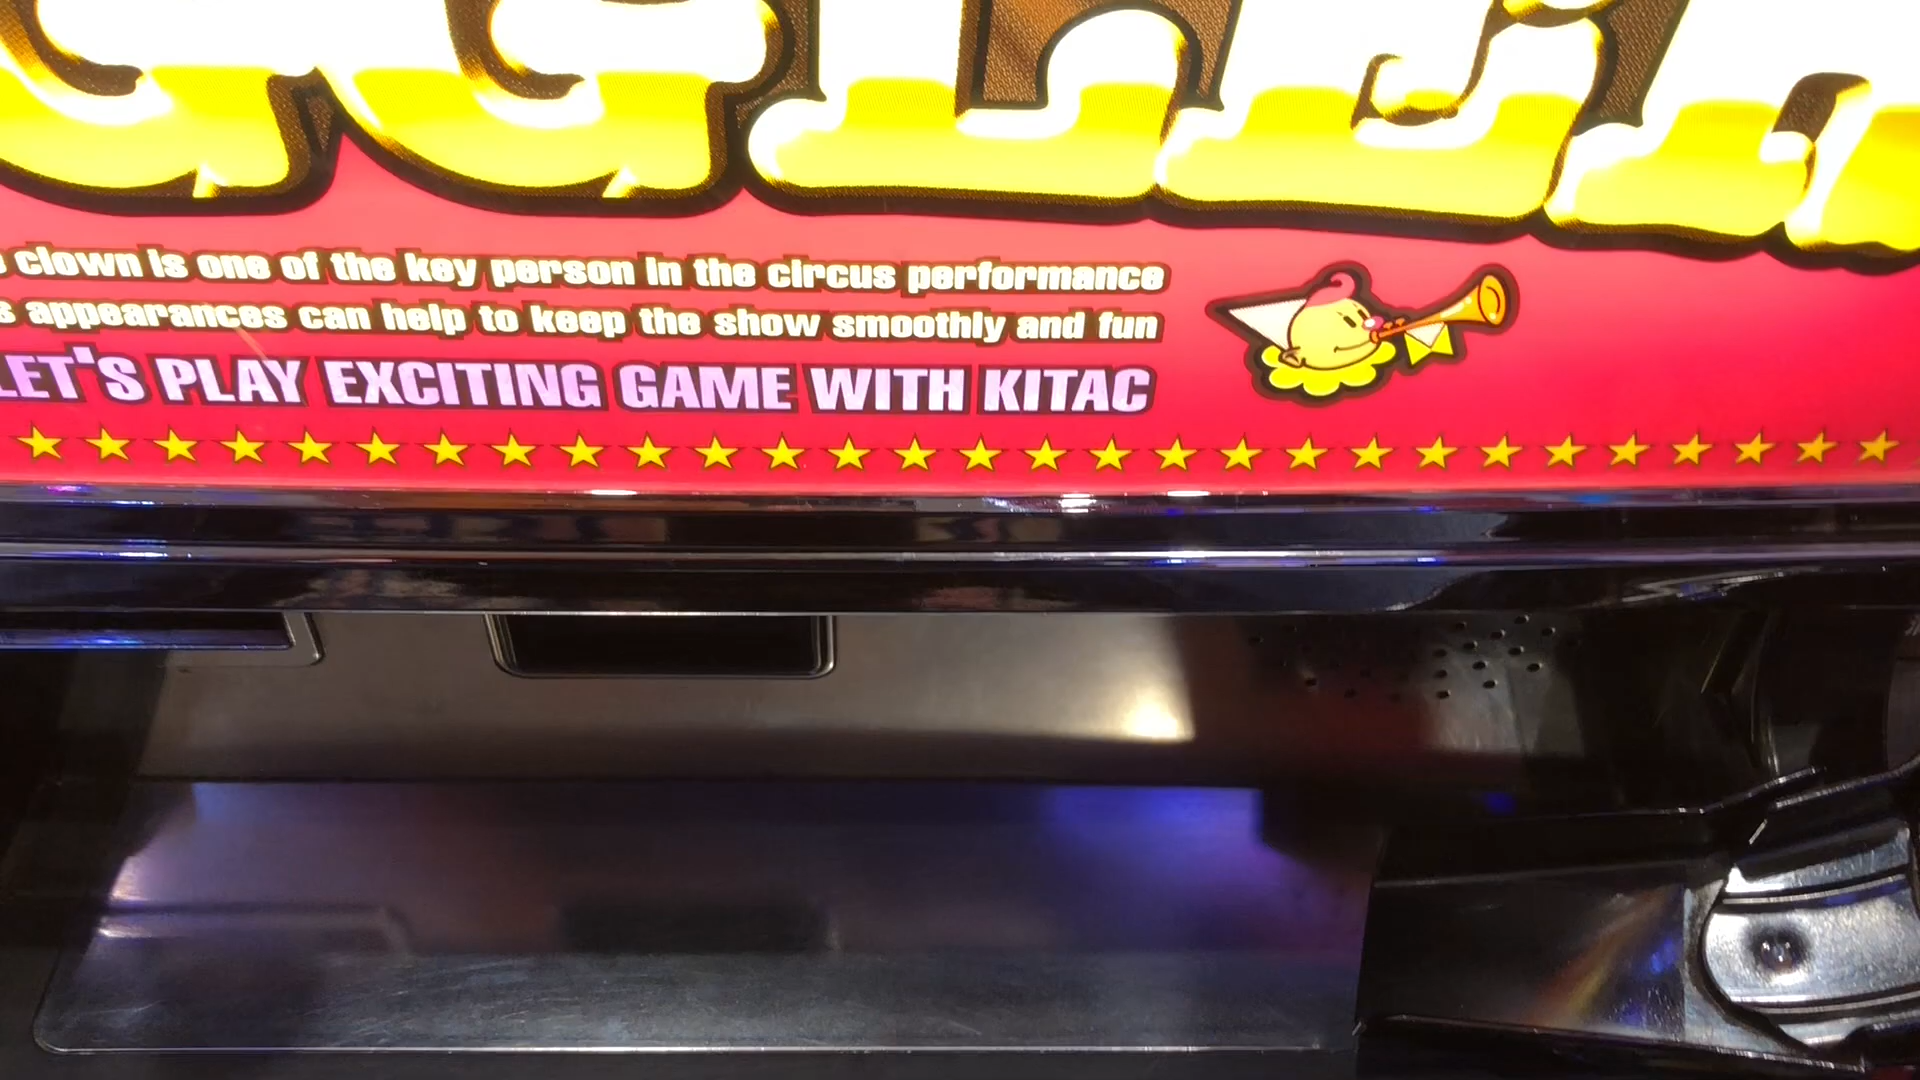 clown is one of the key person in the circus performance
appearances can help to keep the show smoothly and fun
LET'S PLAY EXCITING GAME WITH KITAC